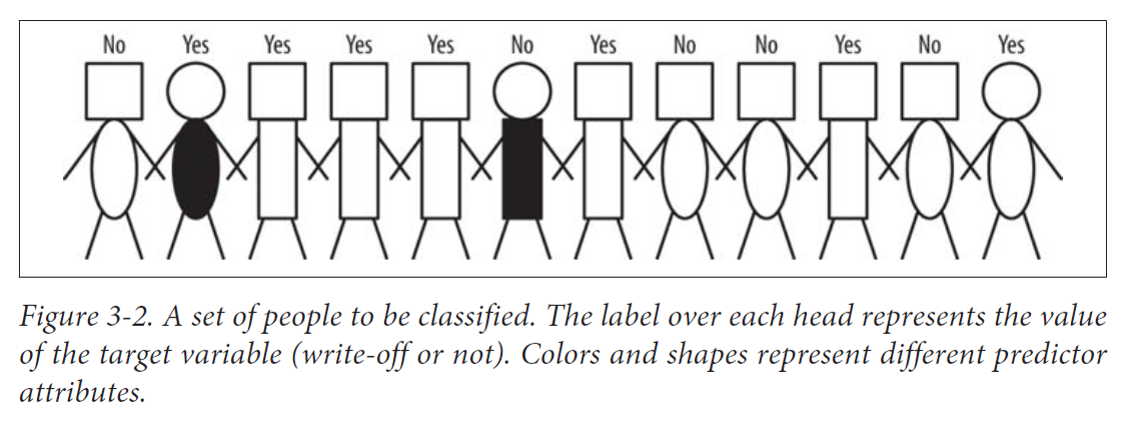 No Yes Yes Yes Yes No Yes No No Yes No Yes
Figure 3-2. A set of people to be classified. The label over each head represents the value
of the target variable (write-off or not). Colors and shapes represent different predictor
attributes.